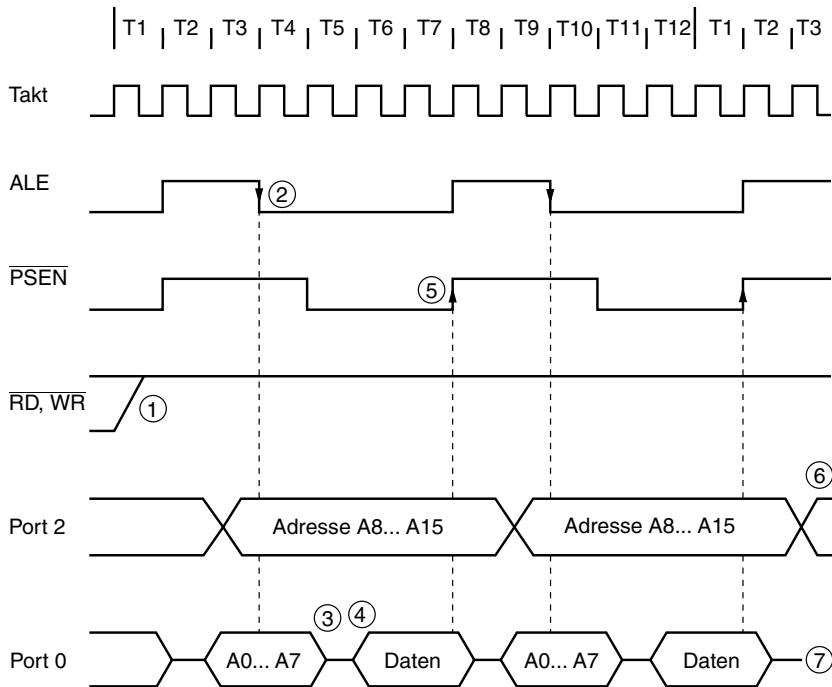 T1 T2 T3 T4 T5 T6 T7 T8 T9 T10 T11 T12 T1 T2 T3
Takt
ALE
②
PSEN
⑤
RD, WR
①
⑥
Port 2
Adresse A8... A15
Adresse A8... A15
③ ④
Port 0
A0... A7
Daten
A0... A7
Daten
⑦